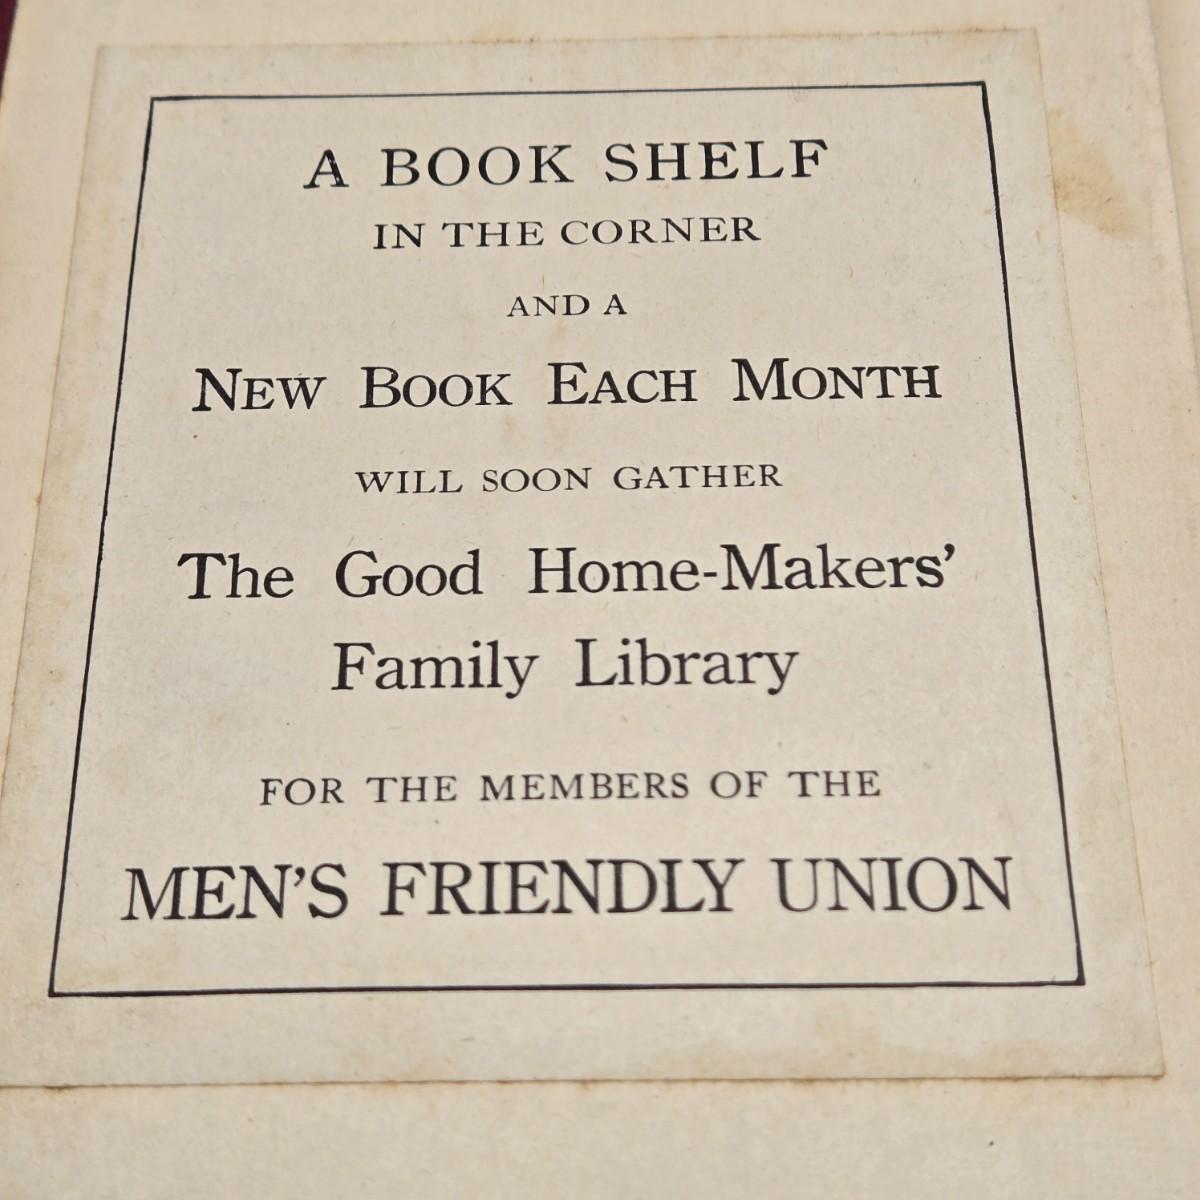 A BOOK SHELF
IN THE CORNER
AND A
NEW BOOK EACH MONTH
WILL SOON GATHER
The Good Home-Makers'
Family Library
FOR THE MEMBERS OF THE
MEN'S FRIENDLY UNION